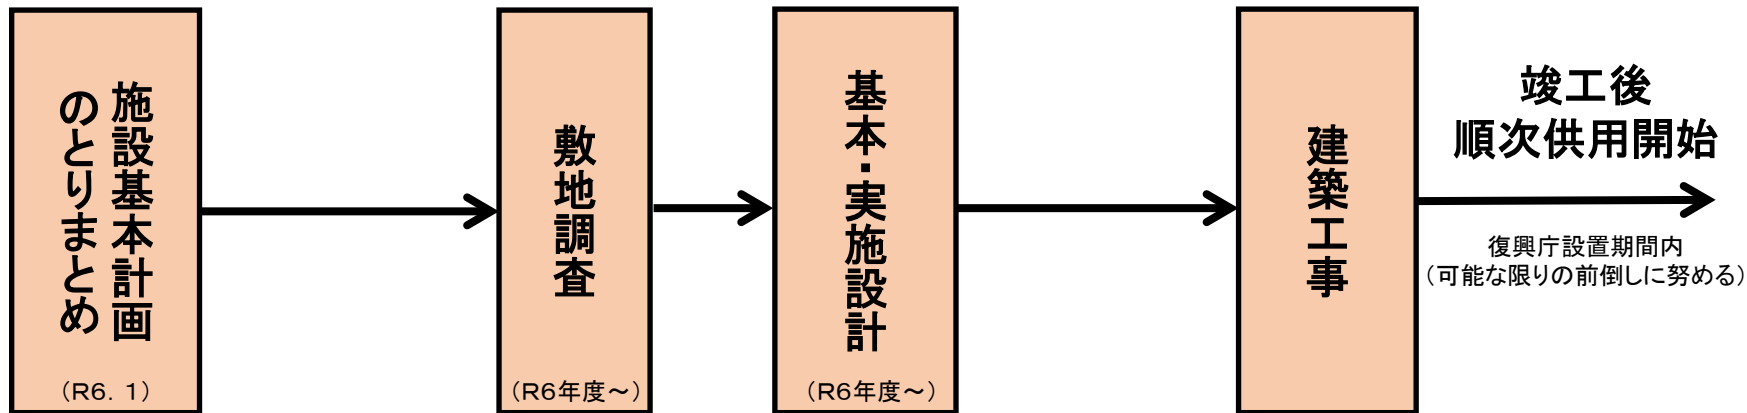 施設基本計画
のとりまとめ
（R6．1）
敷地調査
（R6年度～）
基本・実施設計
（R6年度～）
建築工事
竣工後
順次供用開始
復興庁設置期間内
（可能な限りの前倒しに努める）